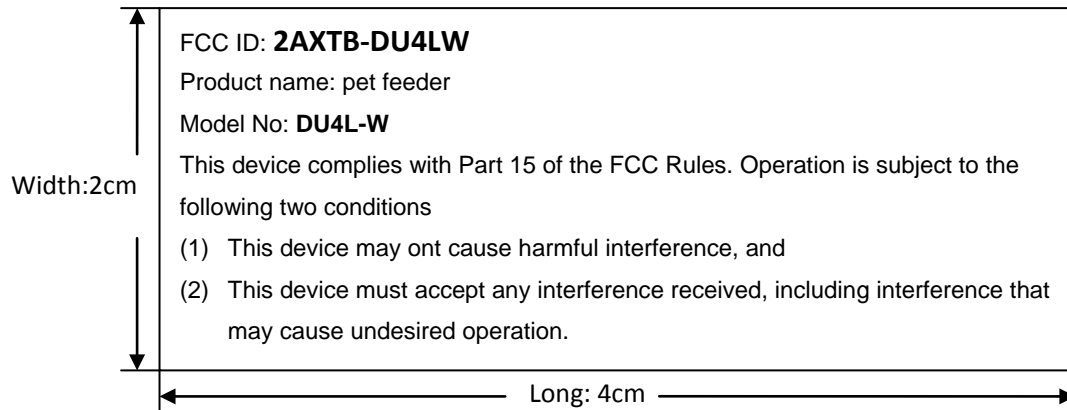 FCC ID: 2AXTB-DU4LW
Product name: pet feeder
Model No: DU4L-W
This device complies with Part 15 of the FCC Rules. Operation is subject to the
following two conditions
(1) This device may ont cause harmful interference, and
(2) This device must accept any interference received, including interference that
may cause undesired operation.
Width:2cm
Long: 4cm